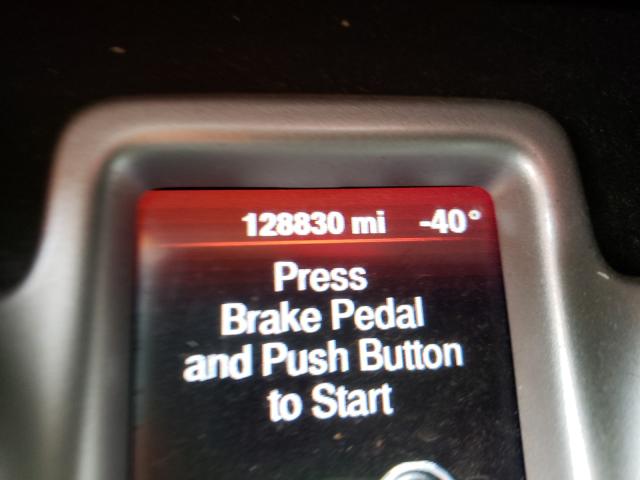 128830 mi -40°
Press
Brake Pedal
and Push Button
to Start